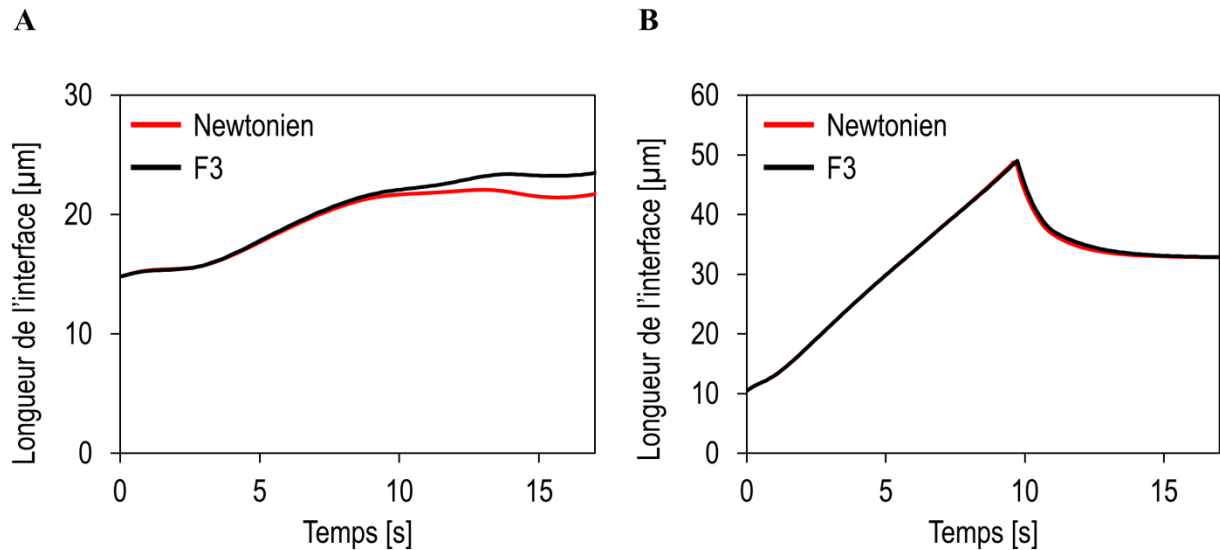 A
Longueur de l'interface [µm]
30
20
10
0
Newtonien
F3
0 5 10 15
Temps [s]
B
Longueur de l'interface [µm]
60
50
40
30
20
10
0
Newtonien
F3
0 5 10 15
Temps [s]